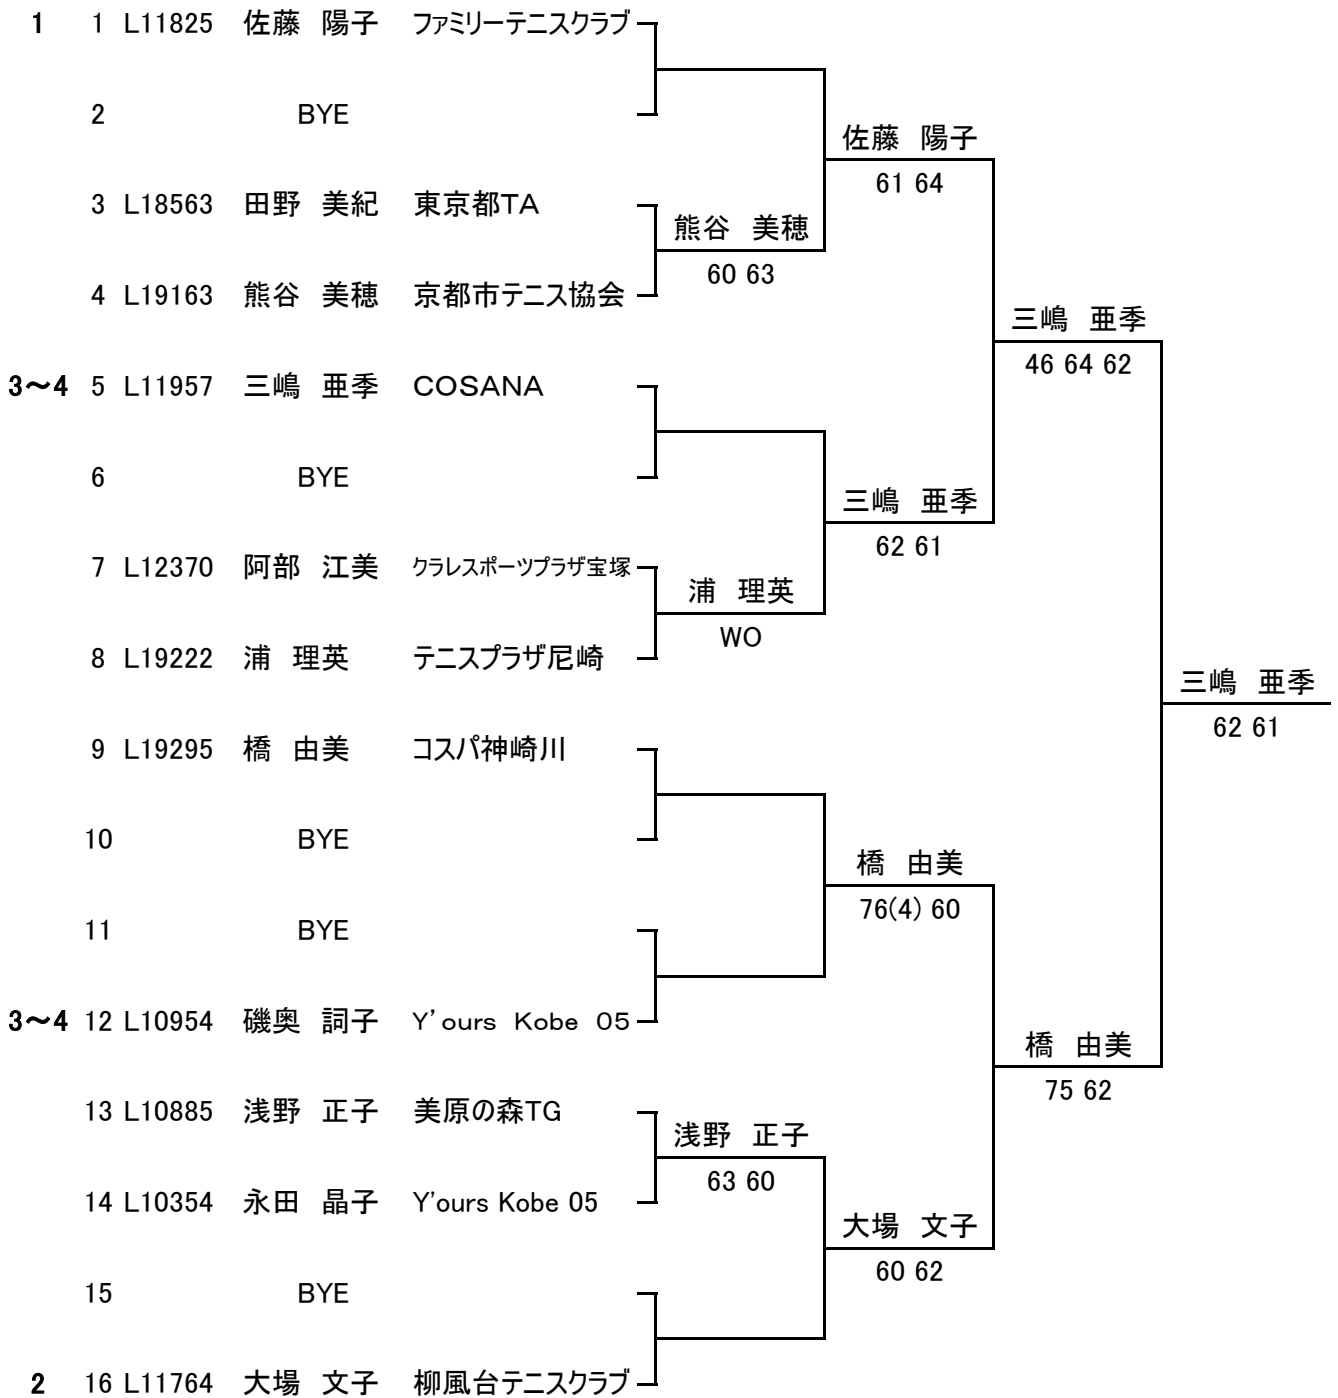 1 1 L11825 佐藤 陽子 ファミリーテニスクラブ
2 BYE
佐藤 陽子
61 64
3 L18563 田野 美紀 東京都TA
熊谷 美穂
60 63
4 L19163 熊谷 美穂 京都市テニス協会
三嶋 亜季
46 64 62
3～4 5 L11957 三嶋 亜季 COSANA
6 BYE
三嶋 亜季
62 61
7 L12370 阿部 江美 クラレスポーツプラザ宝塚
浦 理英
WO
8 L19222 浦 理英 テニスプラザ尼崎
三嶋 亜季
62 61
9 L19295 橋 由美 コスパ神崎川
10 BYE
橋 由美
76(4) 60
11 BYE
3～4 12 L10954 磯奥 詞子 Y'ours Kobe 05
橋 由美
75 62
13 L10885 浅野 正子 美原の森TG
浅野 正子
63 60
14 L10354 永田 晶子 Y'ours Kobe 05
大場 文子
60 62
15 BYE
2 16 L11764 大場 文子 柳風台テニスクラブ